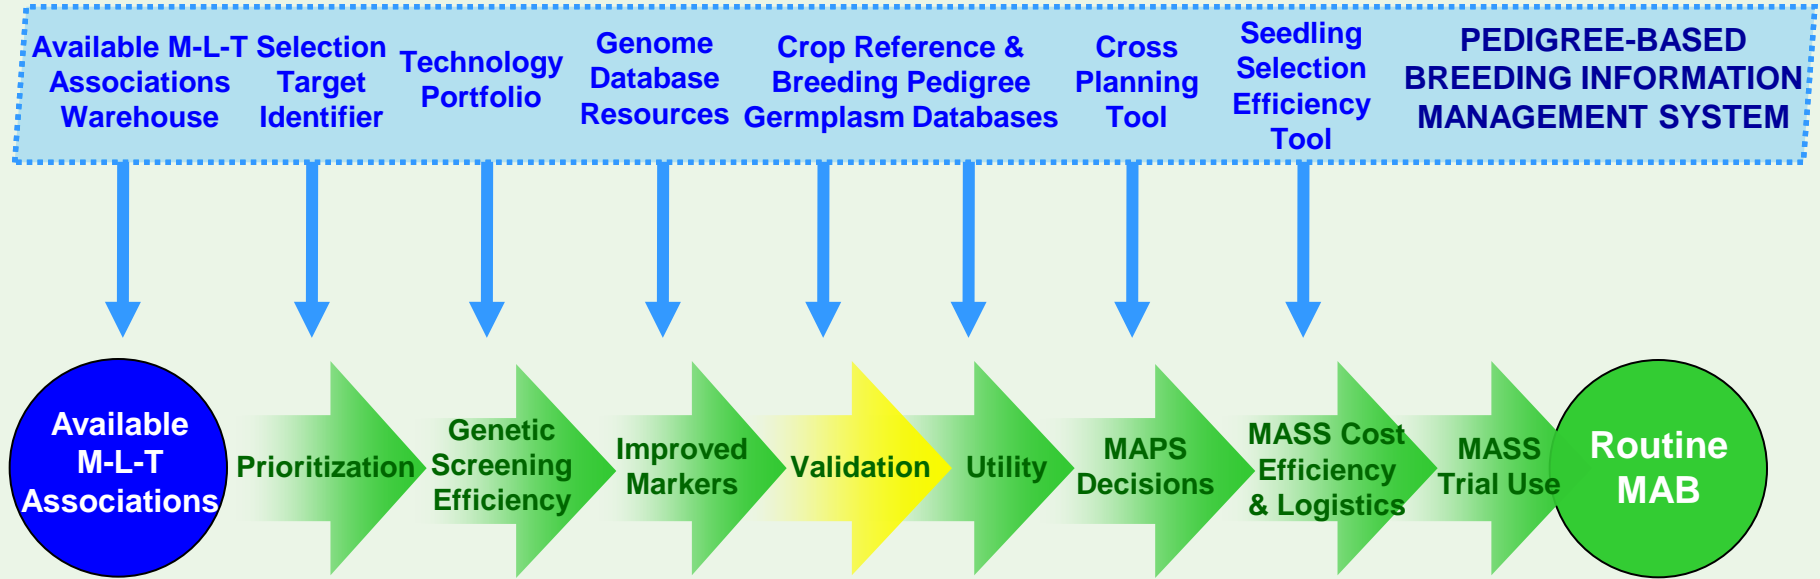 Available M-L-T
Associations
Warehouse
Selection
Target
Identifier
Technology
Portfolio
Genome
Database
Resources
Crop Reference &
Breeding Pedigree
Germplasm Databases
Cross
Planning
Tool
Seedling
Selection
Efficiency
Tool
PEDIGREE-BASED
BREEDING INFORMATION
MANAGEMENT SYSTEM
Available
M-L-T
Associations
Prioritization
Genetic
Screening
Efficiency
Improved
Markers
Validation
Utility
MAPS
Decisions
MASS Cost
Efficiency
& Logistics
MASS
Trial Use
Routine
MAB